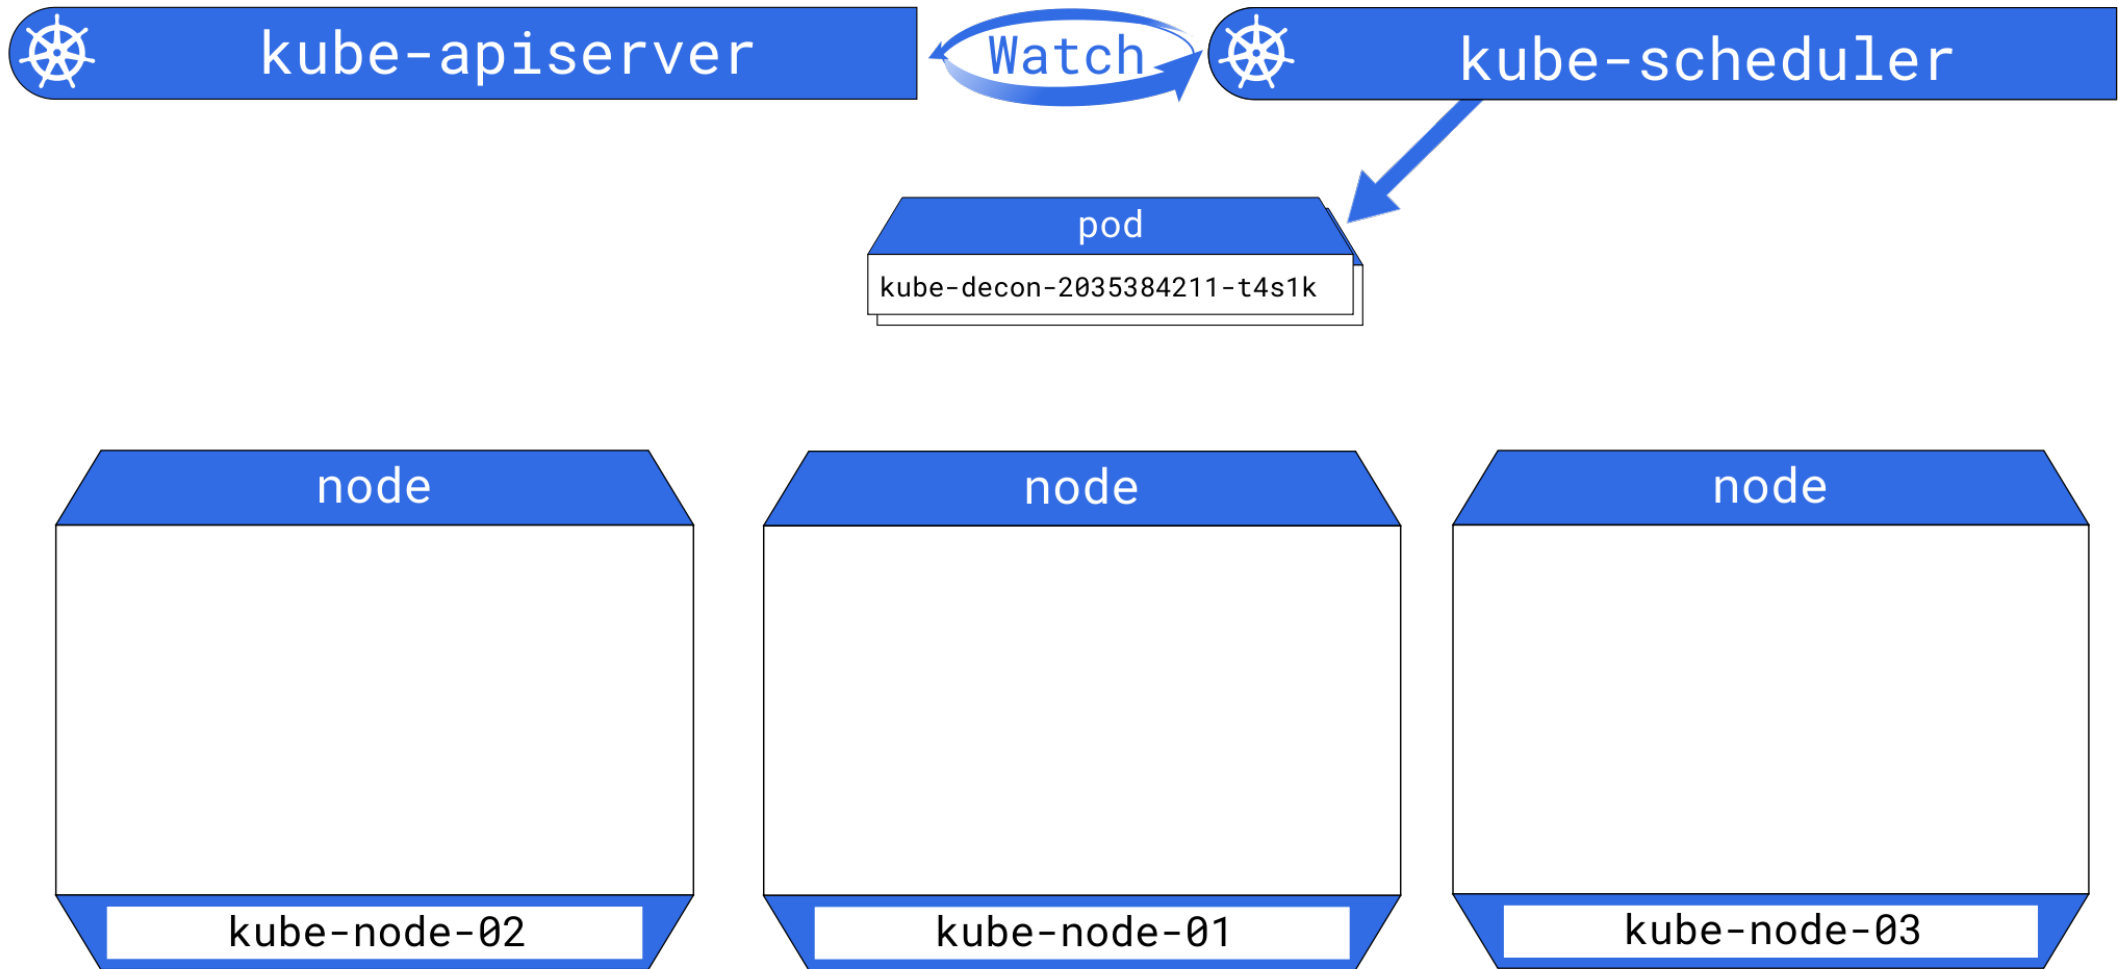 kube-apiserver
Watch
kube-scheduler
pod
kube-decon-2035384211-t4s1k
node
node
node
kube-node-02
kube-node-01
kube-node-03